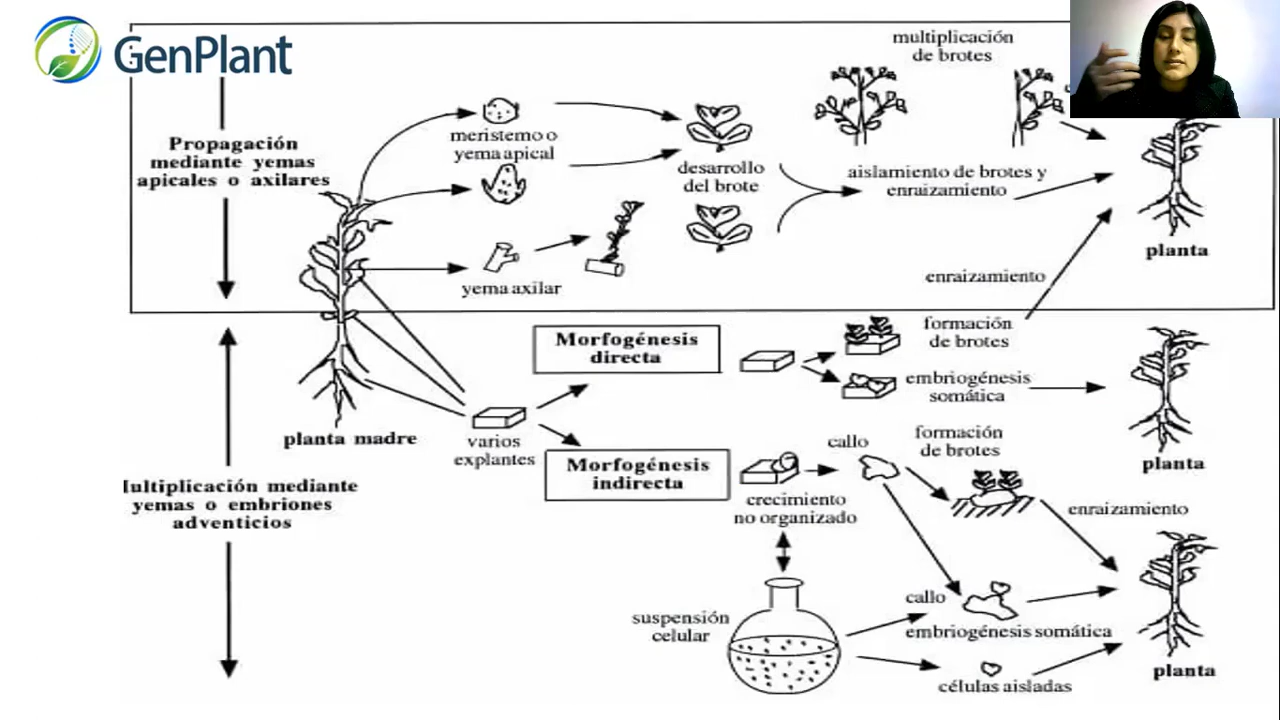 GenPlant
multiplicación
de brotes
Propagación
mediante yemas
apicales o axilares
meristemo o
yema apical
desarrollo
del brote
aislamiento de brotes y
enraizamiento
planta
yema axilar
enraizamiento
Morfogénesis
directa
formación
de brotes
embriogénesis
somática
planta madre
varios
explantes
Morfogénesis
indirecta
callo
formación
de brotes
planta
ultiplicación mediante
yemas o embriones
adventicios
crecimiento
no organizado
enraizamiento
suspensión
celular
callo
embriogénesis somática
células aisladas
planta